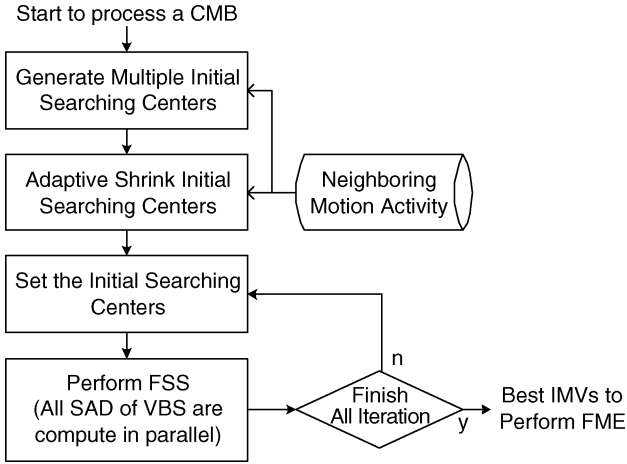 Start to process a CMB
Generate Multiple Initial
Searching Centers
Adaptive Shrink Initial
Searching Centers
Neighboring
Motion Activity
Set the Initial Searching
Centers
n
Perform FSS
(All SAD of VBS are
compute in parallel)
Finish
All Iteration
y
Best IMVs to
Perform FME